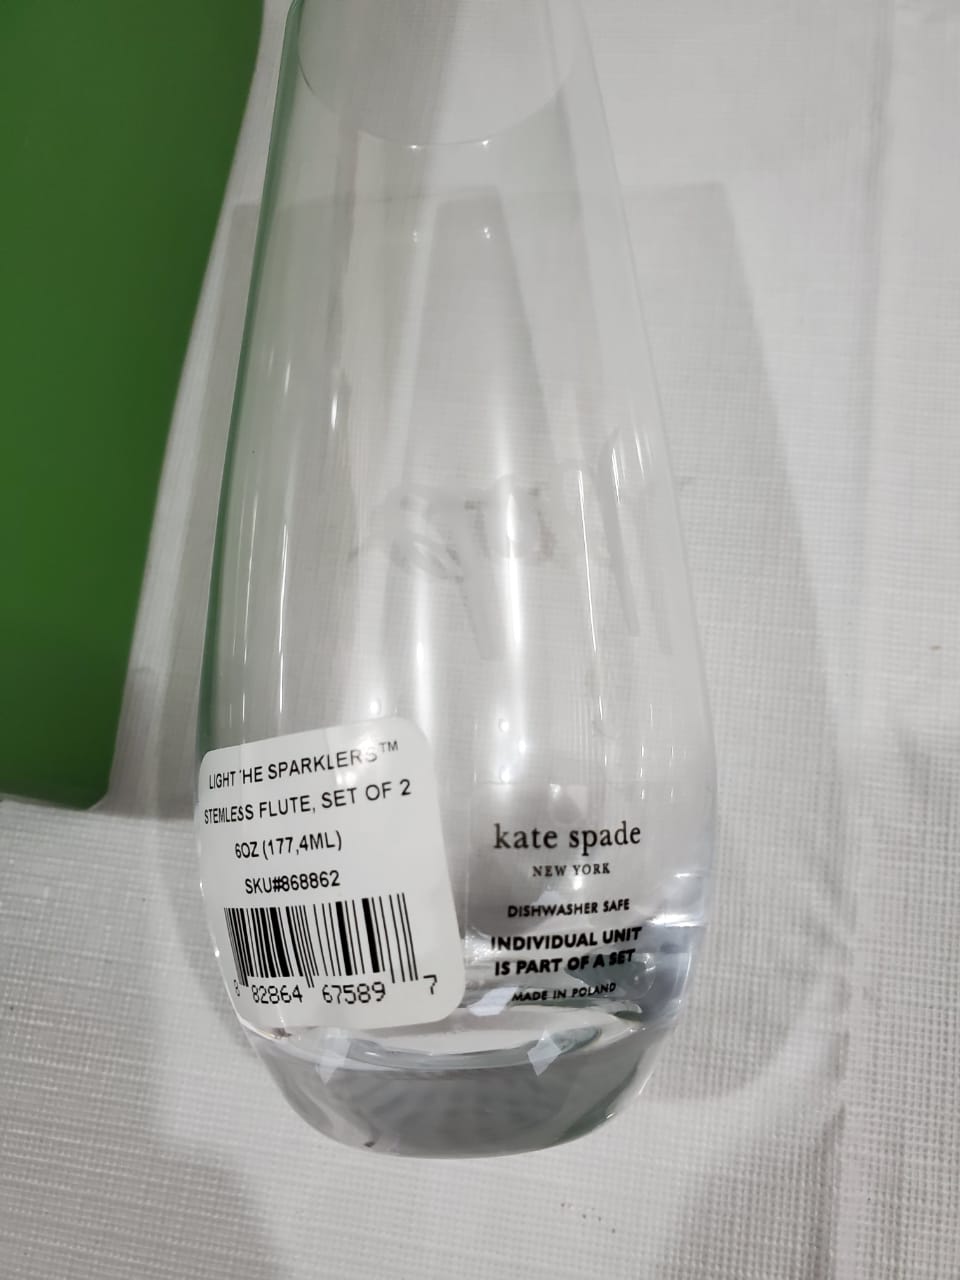 LIGHT THE SPARKLERS™
STEMLESS FLUTE, SET OF 2
6OZ (177,4ML)
SKU#868862
8 82864 67589 7
kate spade
NEW YORK
DISHWASHER SAFE
INDIVIDUAL UNIT
IS PART OF A SET
MADE IN POLAND